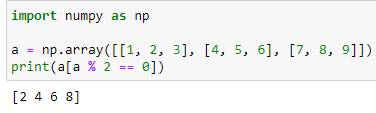 import numpy as np
a = np.array([[1, 2, 3], [4, 5, 6], [7, 8, 9]])
print(a[a % 2 == 0])
[2 4 6 8]